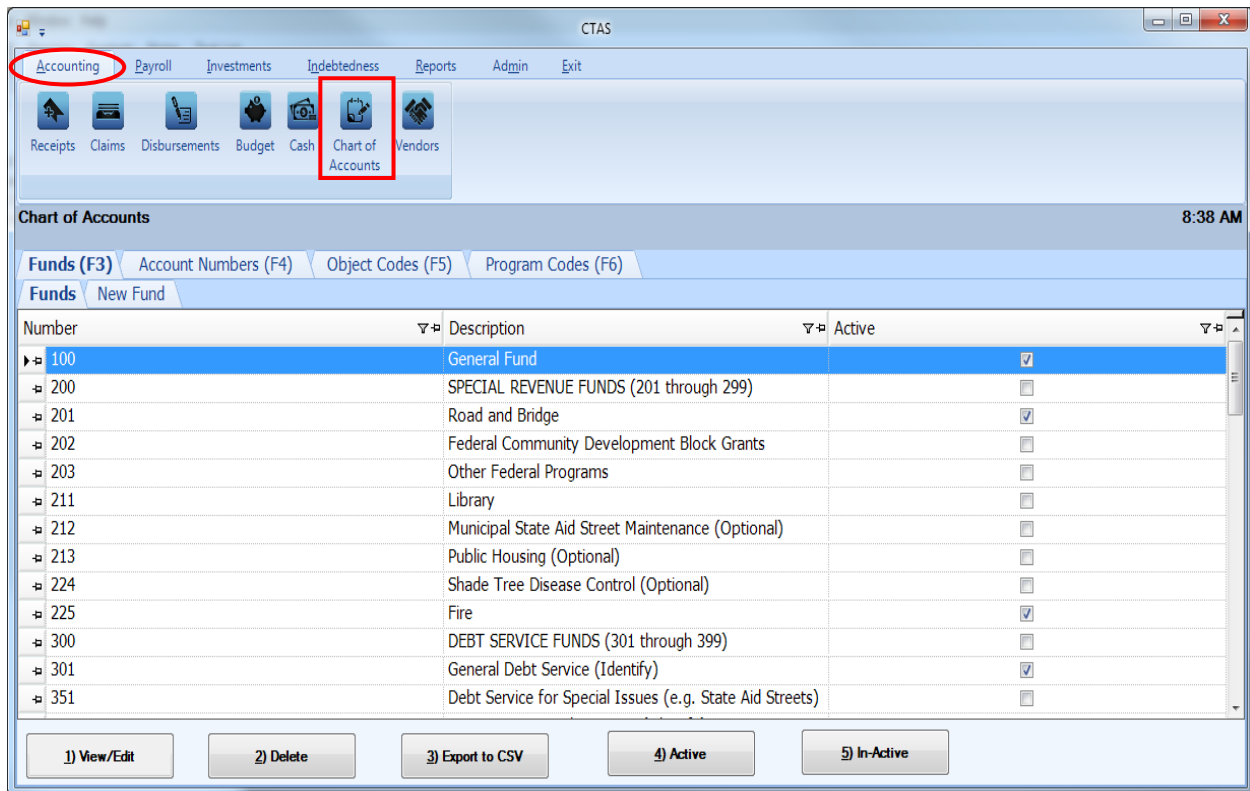 CTAS
Accounting Payroll Investments Indebtedness Reports Admin Exit
Receipts Claims Disbursements Budget Cash Chart of Accounts Vendors
Chart of Accounts 8:38 AM
Funds (F3) Account Numbers (F4) Object Codes (F5) Program Codes (F6)
Funds New Fund
Number Description Active
100 General Fund
200 SPECIAL REVENUE FUNDS (201 through 299)
201 Road and Bridge
202 Federal Community Development Block Grants
203 Other Federal Programs
211 Library
212 Municipal State Aid Street Maintenance (Optional)
213 Public Housing (Optional)
224 Shade Tree Disease Control (Optional)
225 Fire
300 DEBT SERVICE FUNDS (301 through 399)
301 General Debt Service (Identify)
351 Debt Service for Special Issues (e.g. State Aid Streets)
1) View/Edit 2) Delete 3) Export to CSV 4) Active 5) In-Active